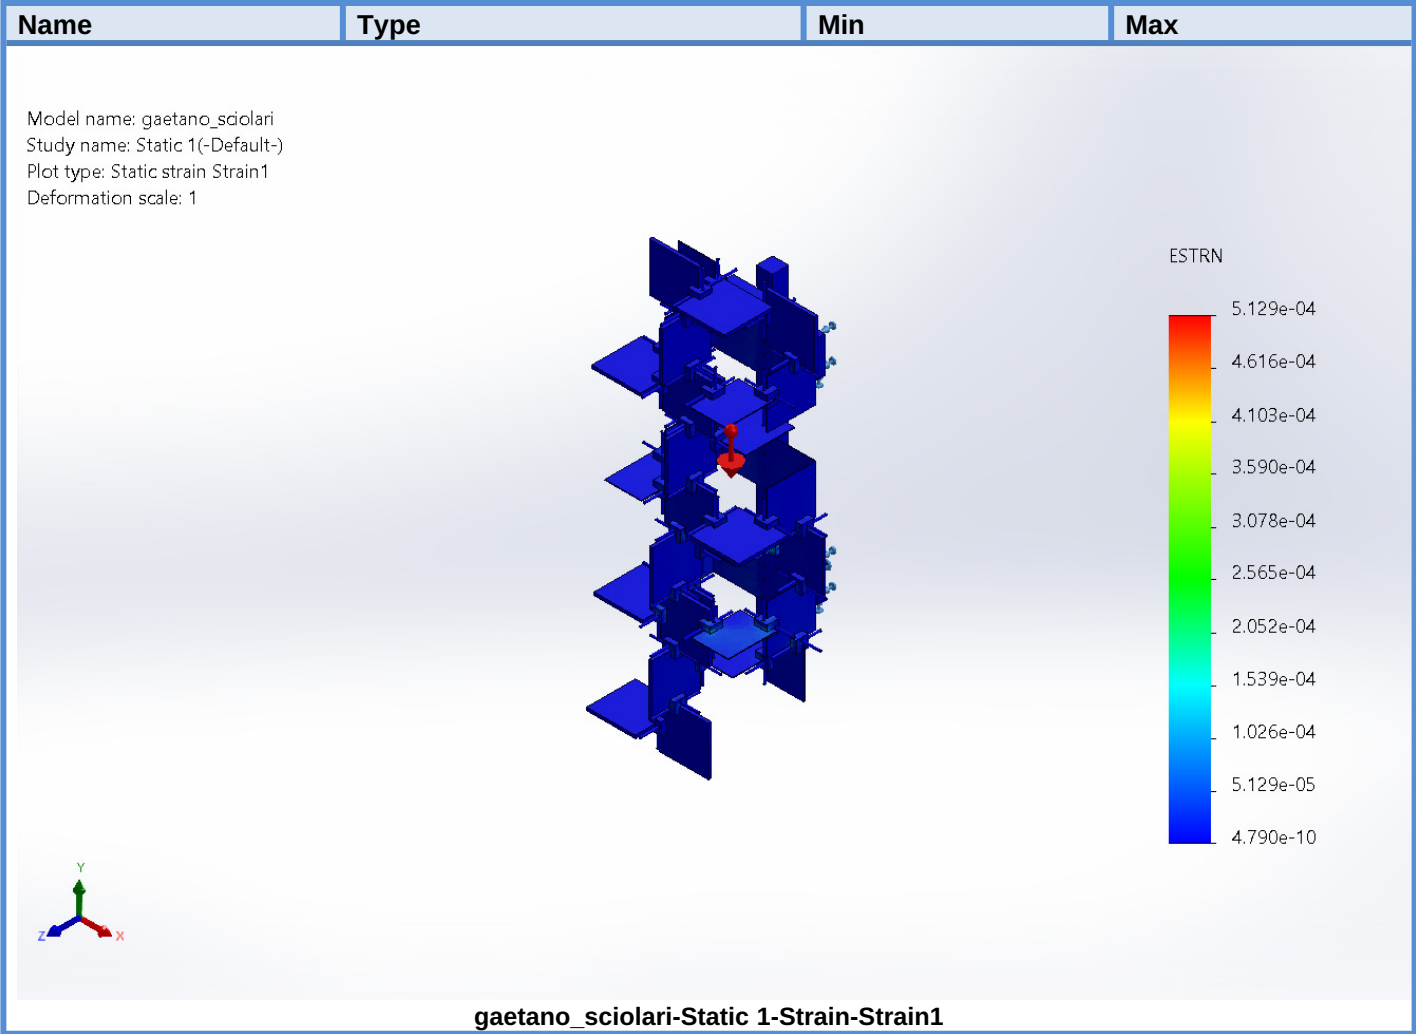 Name Type Min Max
Model name: gaetano_sciolari
Study name: Static 1(-Default-)
Plot type: Static strain Strain1
Deformation scale: 1
ESTRN
5.129e-04
4.616e-04
4.103e-04
3.590e-04
3.078e-04
2.565e-04
2.052e-04
1.539e-04
1.026e-04
5.129e-05
4.790e-10
Y
Z
X
gaetano_sciolari-Static 1-Strain-Strain1